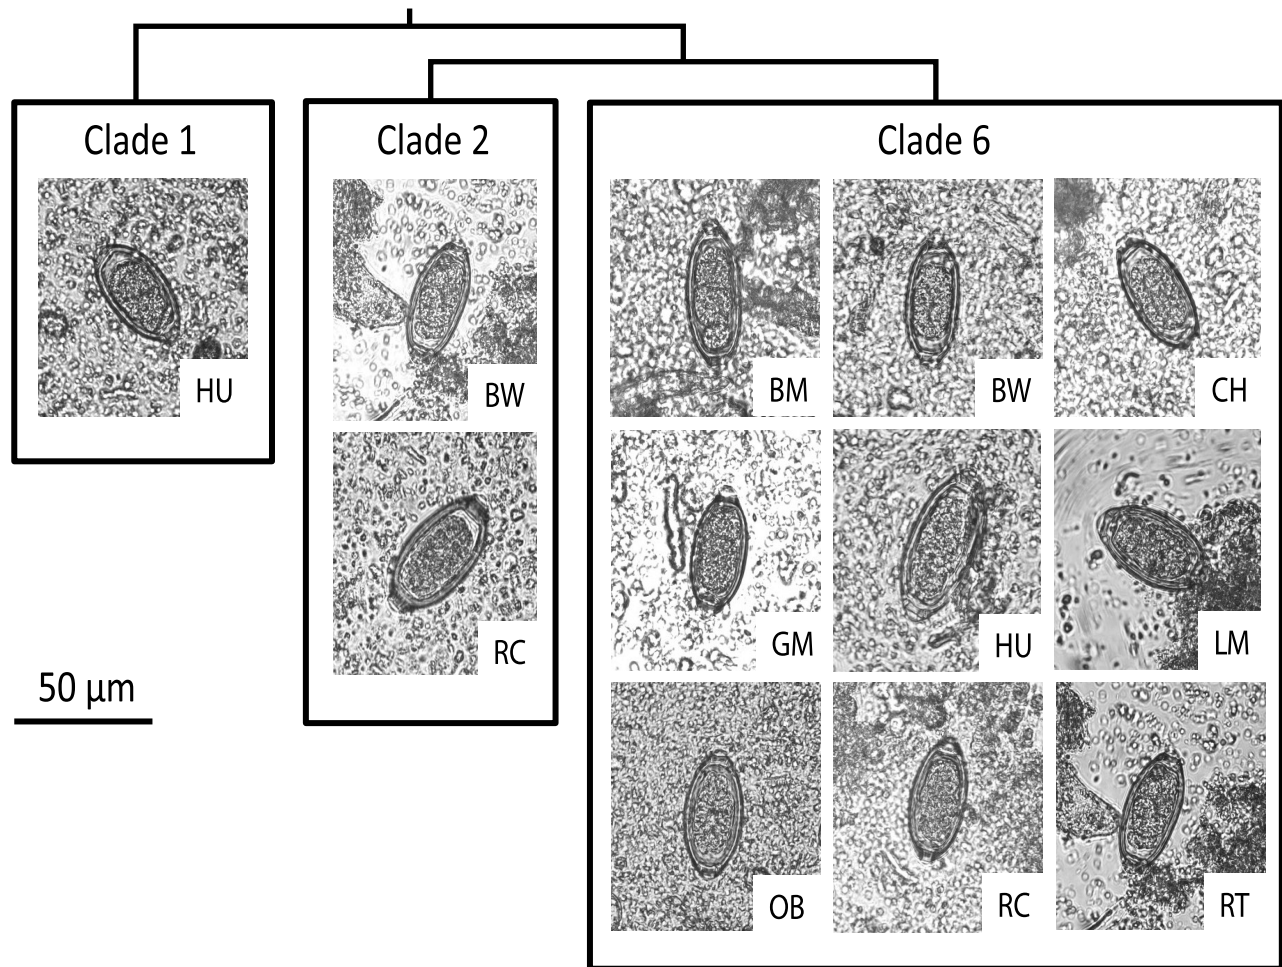 Clade 1
HU
Clade 2
BW
RC
50 μm
Clade 6
BM
BW
CH
GM
HU
LM
OB
RC
RT